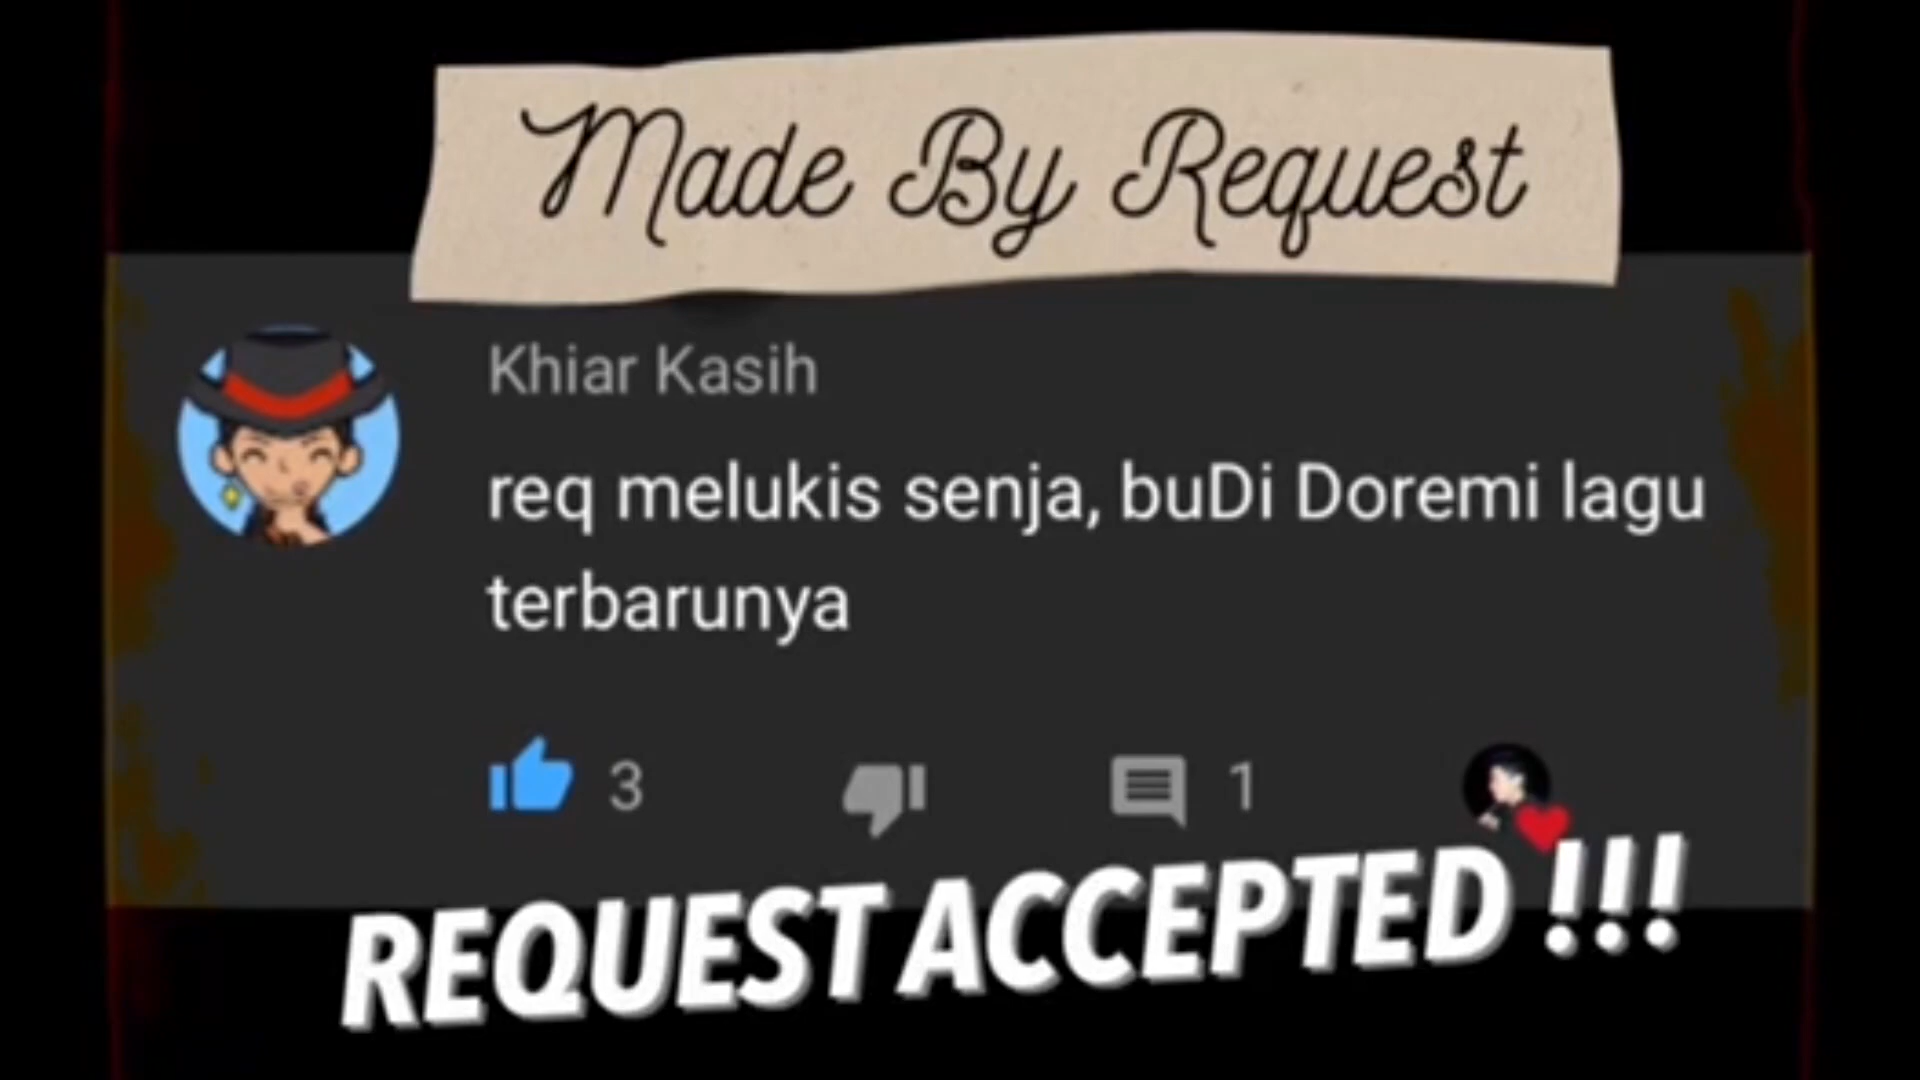 Made By Request
Khiar Kasih
req melukis senja, buDi Doremi lagu
terbarunya
3
1
REQUEST ACCEPTED !!!